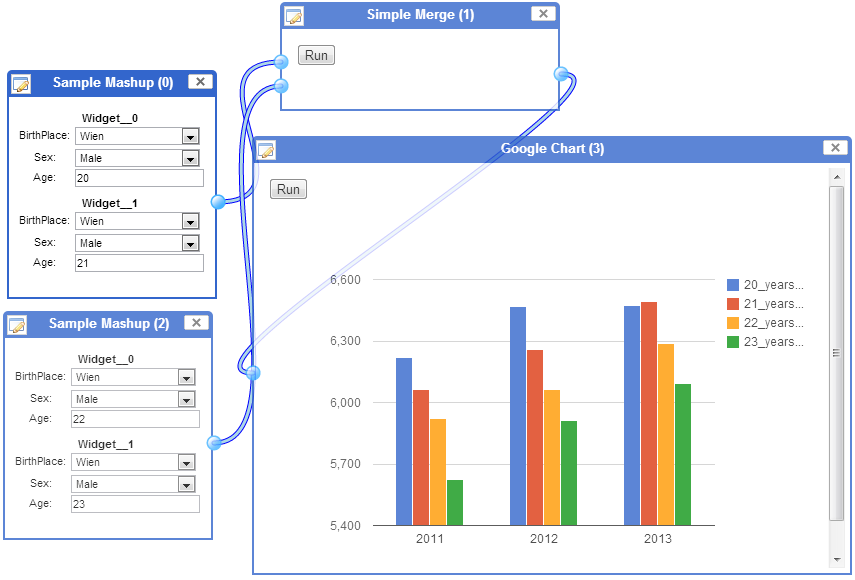 Simple Merge (1)
Run
Sample Mashup (0)
Widget__0
BirthPlace: Wien
Sex: Male
Age: 20
Widget__1
BirthPlace: Wien
Sex: Male
Age: 21
Sample Mashup (2)
Widget__0
BirthPlace: Wien
Sex: Male
Age: 22
Widget__1
BirthPlace: Wien
Sex: Male
Age: 23
Google Chart (3)
Run
6,600
6,300
6,000
5,700
5,400
2011 2012 2013
20_years...
21_years...
22_years...
23_years...